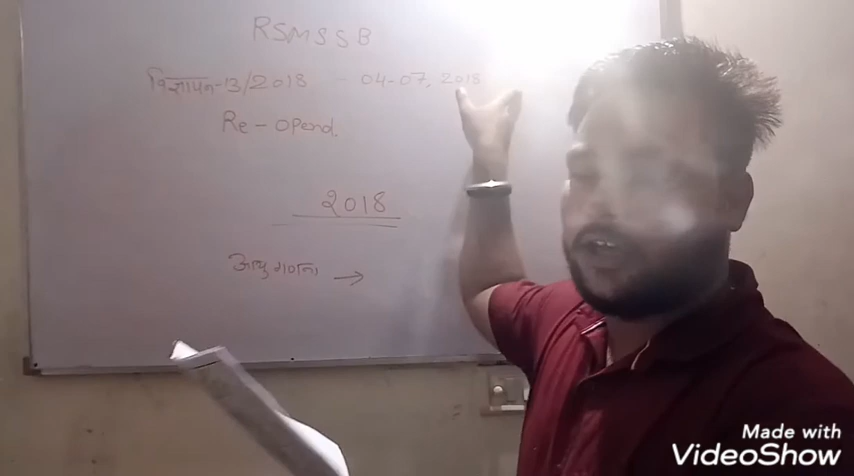 RSMSSB
विज्ञापन-13/2018 - 04-07, 2018
Re-opend.
2018
आयु गणना →
Made with
VideoShow